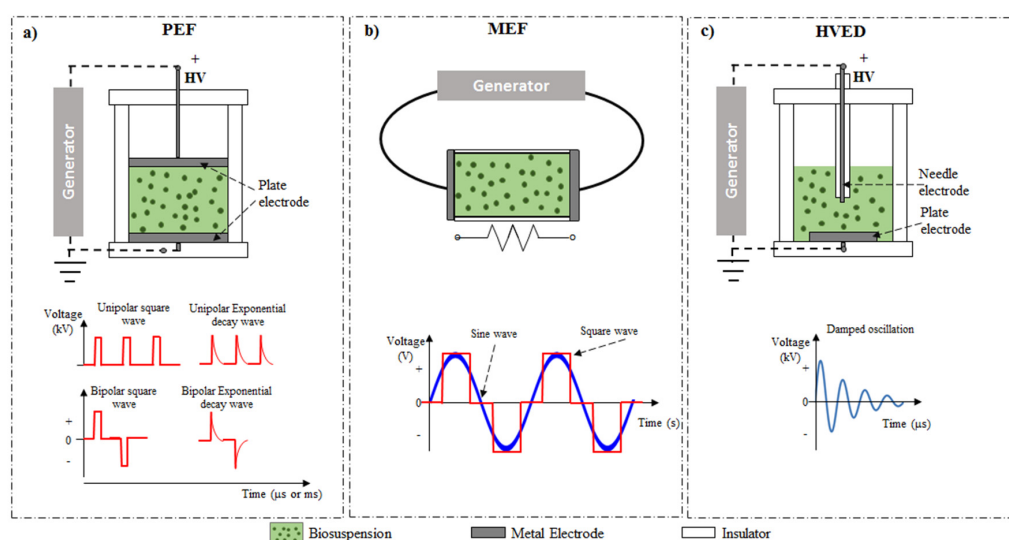 a)
PEF
+
HV
Generator
Plate
electrode
Voltage
(kV)
Unipolar square
wave
Unipolar Exponential
decay wave
Bipolar square
wave
Bipolar Exponential
decay wave
+
0
-
Time (μs or ms)
b)
MEF
Generator
Voltage
(V)
+
0
-
Sine wave
Square wave
Time (s)
c)
HVED
+
HV
Generator
Needle
electrode
Plate
electrode
Damped oscillation
Voltage
(kV)
+
0
-
Time (μs)
Biosuspension
Metal Electrode
Insulator